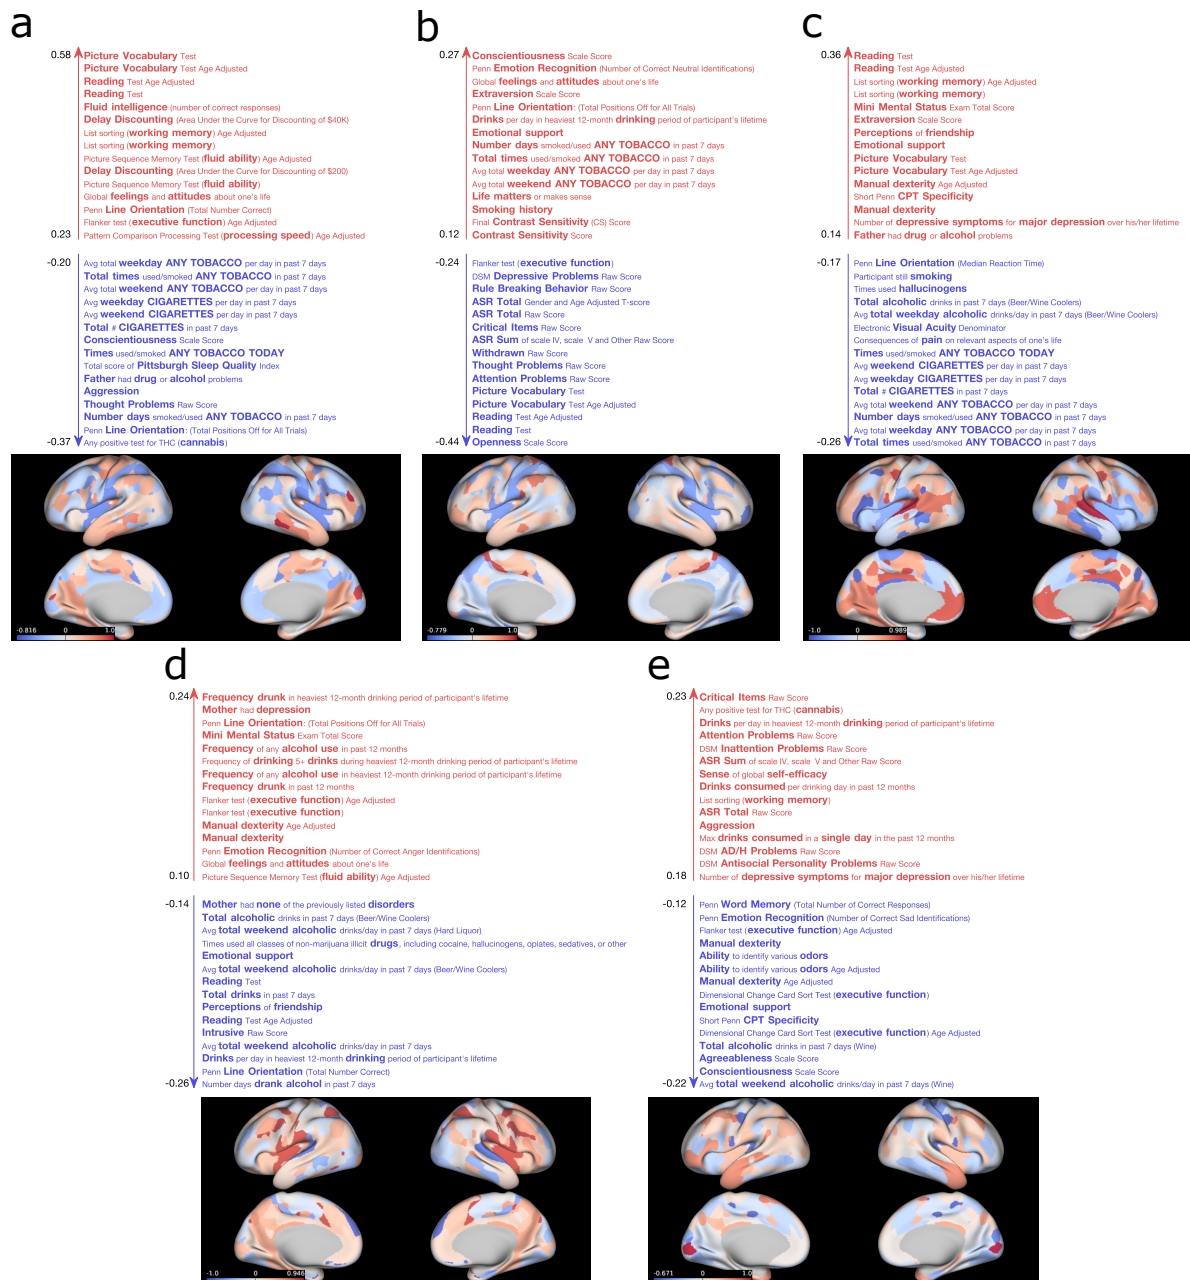 a
0.58
Picture Vocabulary Test
Picture Vocabulary Test Age Adjusted
Reading Test Age Adjusted
Reading Test
Fluid intelligence (number of correct responses)
Delay Discounting (Area Under the Curve for Discounting of $40K)
List sorting (working memory) Age Adjusted
List sorting (working memory)
Picture Sequence Memory Test (fluid ability) Age Adjusted
Delay Discounting (Area Under the Curve for Discounting of $200)
Picture Sequence Memory Test (fluid ability)
Global feelings and attitudes about one's life
Penn Line Orientation (Total Number Correct)
Flanker test (executive function) Age Adjusted
0.23
Pattern Comparison Processing Test (processing speed) Age Adjusted
-0.20
Avg total weekday ANY TOBACCO per day in past 7 days
Total times used/smoked ANY TOBACCO in past 7 days
Avg total weekend ANY TOBACCO per day in past 7 days
Avg weekday CIGARETTES per day in past 7 days
Avg weekend CIGARETTES per day in past 7 days
Total # CIGARETTES in past 7 days
Conscientiousness Scale Score
Times used/smoked ANY TOBACCO TODAY
Total score of Pittsburgh Sleep Quality Index
Father had drug or alcohol problems
Aggression
Thought Problems Raw Score
Number days smoked/used ANY TOBACCO in past 7 days
Penn Line Orientation: (Total Positions Off for All Trials)
-0.37
Any positive test for THC (cannabis)
-0.816 0 1.0
b
0.27
Conscientiousness Scale Score
Penn Emotion Recognition (Number of Correct Neutral Identifications)
Global feelings and attitudes about one's life
Extraversion Scale Score
Penn Line Orientation: (Total Positions Off for All Trials)
Drinks per day in heaviest 12-month drinking period of participant's lifetime
Emotional support
Number days smoked/used ANY TOBACCO in past 7 days
Total times used/smoked ANY TOBACCO in past 7 days
Avg total weekday ANY TOBACCO per day in past 7 days
Avg total weekend ANY TOBACCO per day in past 7 days
Life matters or makes sense
Smoking history
Final Contrast Sensitivity (CS) Score
0.12
Contrast Sensitivity Score
-0.24
Flanker test (executive function)
DSM Depressive Problems Raw Score
Rule Breaking Behavior Raw Score
ASR Total Gender and Age Adjusted T-score
ASR Total Raw Score
Critical Items Raw Score
ASR Sum of scale IV, scale V and Other Raw Score
Withdrawn Raw Score
Thought Problems Raw Score
Attention Problems Raw Score
Picture Vocabulary Test
Picture Vocabulary Test Age Adjusted
Reading Test Age Adjusted
Reading Test
-0.44
Openness Scale Score
-0.779 0 1.0
c
0.36
Reading Test
Reading Test Age Adjusted
List sorting (working memory) Age Adjusted
List sorting (working memory)
Mini Mental Status Exam Total Score
Extraversion Scale Score
Perceptions of friendship
Emotional support
Picture Vocabulary Test
Picture Vocabulary Test Age Adjusted
Manual dexterity Age Adjusted
Short Penn CPT Specificity
Manual dexterity
Number of depressive symptoms for major depression over his/her lifetime
0.14
Father had drug or alcohol problems
-0.17
Penn Line Orientation (Median Reaction Time)
Participant still smoking
Times used hallucinogens
Total alcoholic drinks in past 7 days (Beer/Wine Coolers)
Avg total weekday alcoholic drinks/day in past 7 days (Beer/Wine Coolers)
Electronic Visual Acuity Denominator
Consequences of pain on relevant aspects of one's life
Times used/smoked ANY TOBACCO TODAY
Avg weekend CIGARETTES per day in past 7 days
Avg weekday CIGARETTES per day in past 7 days
Total # CIGARETTES in past 7 days
Avg total weekend ANY TOBACCO per day in past 7 days
Number days smoked/used ANY TOBACCO in past 7 days
Avg total weekday ANY TOBACCO per day in past 7 days
-0.26
Total times used/smoked ANY TOBACCO in past 7 days
-1.0 0 0.989
d
0.24
Frequency drunk in heaviest 12-month drinking period of participant's lifetime
Mother had depression
Penn Line Orientation: (Total Positions Off for All Trials)
Mini Mental Status Exam Total Score
Frequency of any alcohol use in past 12 months
Frequency of drinking 5+ drinks during heaviest 12-month drinking period of participant's lifetime
Frequency of any alcohol use in heaviest 12-month drinking period of participant's lifetime
Frequency drunk in past 12 months
Flanker test (executive function) Age Adjusted
Flanker test (executive function)
Manual dexterity Age Adjusted
Manual dexterity
Penn Emotion Recognition (Number of Correct Anger Identifications)
Global feelings and attitudes about one's life
0.10
Picture Sequence Memory Test (fluid ability) Age Adjusted
-0.14
Mother had none of the previously listed disorders
Total alcoholic drinks in past 7 days (Beer/Wine Coolers)
Avg total weekend alcoholic drinks/day in past 7 days (Hard Liquor)
Times used all classes of non-marijuana illicit drugs, including cocaine, hallucinogens, opiates, sedatives, or other
Emotional support
Avg total weekend alcoholic drinks/day in past 7 days (Beer/Wine Coolers)
Reading Test
Total drinks in past 7 days
Perceptions of friendship
Reading Test Age Adjusted
Intrusive Raw Score
Avg total weekend alcoholic drinks/day in past 7 days
Drinks per day in heaviest 12-month drinking period of participant's lifetime
Penn Line Orientation (Total Number Correct)
-0.26
Number days drank alcohol in past 7 days
-1.0 0 0.946
e
0.23
Critical Items Raw Score
Any positive test for THC (cannabis)
Drinks per day in heaviest 12-month drinking period of participant's lifetime
Attention Problems Raw Score
DSM Inattention Problems Raw Score
ASR Sum of scale IV, scale V and Other Raw Score
Sense of global self-efficacy
Drinks consumed per drinking day in past 12 months
List sorting (working memory)
ASR Total Raw Score
Aggression
Max drinks consumed in a single day in the past 12 months
DSM AD/H Problems Raw Score
DSM Antisocial Personality Problems Raw Score
0.18
Number of depressive symptoms for major depression over his/her lifetime
-0.12
Penn Word Memory (Total Number of Correct Responses)
Penn Emotion Recognition (Number of Correct Sad Identifications)
Flanker test (executive function) Age Adjusted
Manual dexterity
Ability to identify various odors
Ability to identify various odors Age Adjusted
Manual dexterity Age Adjusted
Dimensional Change Card Sort Test (executive function)
Emotional support
Short Penn CPT Specificity
Dimensional Change Card Sort Test (executive function) Age Adjusted
Total alcoholic drinks in past 7 days (Wine)
Agreeableness Scale Score
Conscientiousness Scale Score
-0.22
Avg total weekend alcoholic drinks/day in past 7 days (Wine)
-0.671 0 1.0